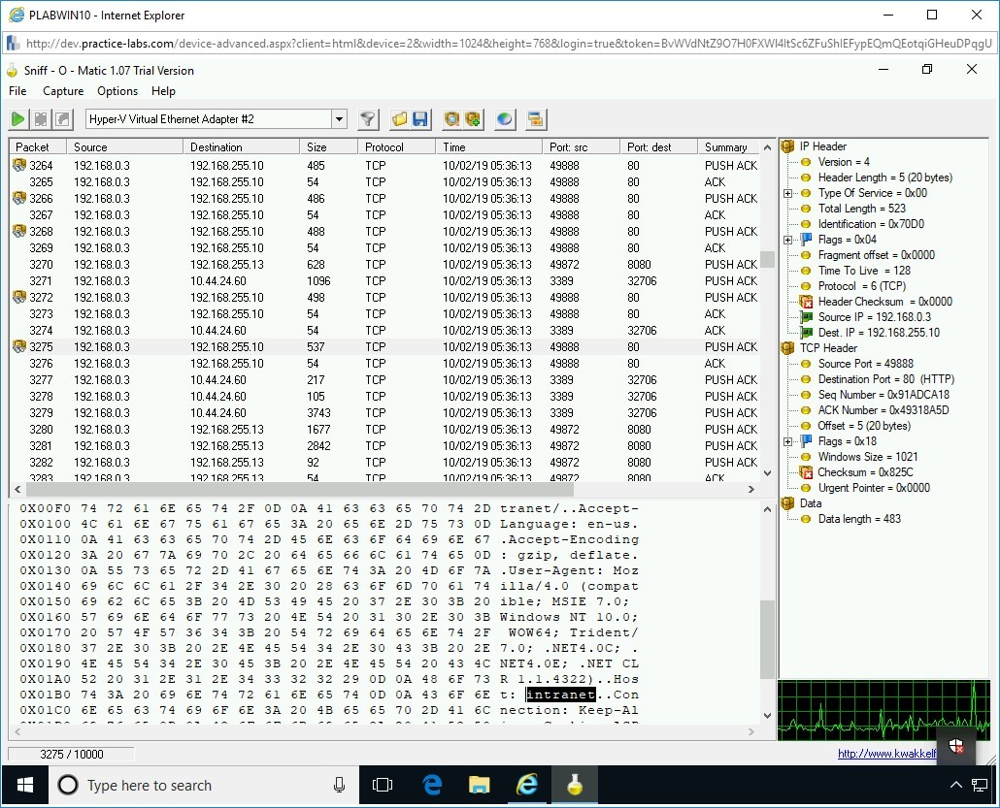 PLABWIN10 - Internet Explorer
http://dev.practice-labs.com/device-advanced.aspx?client=html&device=2&width=1024&height=768&login=true&token=
Sniff - O - Matic 1.07 Trial Version
File Capture Options Help
Hyper-V Virtual Ethernet Adapter #2
Packet Source Destination Size Protocol Time Port: src Port: dest Summary
3264 192.168.0.3 192.168.255.10 485 TCP 10/02/19 05:36:13 49888 80 PUSH ACK
3265 192.168.0.3 192.168.255.10 54 TCP 10/02/19 05:36:13 49888 80 ACK
3266 192.168.0.3 192.168.255.10 486 TCP 10/02/19 05:36:13 49888 80 PUSH ACK
3267 192.168.0.3 192.168.255.10 54 TCP 10/02/19 05:36:13 49888 80 ACK
3268 192.168.0.3 192.168.255.10 488 TCP 10/02/19 05:36:13 49888 80 PUSH ACK
3269 192.168.0.3 192.168.255.10 54 TCP 10/02/19 05:36:13 49888 80 ACK
3270 192.168.0.3 192.168.255.13 628 TCP 10/02/19 05:36:13 49872 8080 PUSH ACK
3271 192.168.0.3 10.44.24.60 1096 TCP 10/02/19 05:36:13 3389 32706 PUSH ACK
3272 192.168.0.3 192.168.255.10 498 TCP 10/02/19 05:36:13 49888 80 PUSH ACK
3273 192.168.0.3 192.168.255.10 54 TCP 10/02/19 05:36:13 49888 80 ACK
3274 192.168.0.3 10.44.24.60 54 TCP 10/02/19 05:36:13 3389 32706 ACK
3275 192.168.0.3 192.168.255.10 537 TCP 10/02/19 05:36:13 49888 80 PUSH ACK
3276 192.168.0.3 192.168.255.10 54 TCP 10/02/19 05:36:13 49888 80 ACK
3277 192.168.0.3 10.44.24.60 217 TCP 10/02/19 05:36:13 3389 32706 PUSH ACK
3278 192.168.0.3 10.44.24.60 105 TCP 10/02/19 05:36:13 3389 32706 PUSH ACK
3279 192.168.0.3 10.44.24.60 3743 TCP 10/02/19 05:36:13 3389 32706 PUSH ACK
3280 192.168.0.3 192.168.255.13 1677 TCP 10/02/19 05:36:13 49872 8080 PUSH ACK
3281 192.168.0.3 192.168.255.13 2842 TCP 10/02/19 05:36:13 49872 8080 PUSH ACK
3282 192.168.0.3 192.168.255.13 92 TCP 10/02/19 05:36:13 49872 8080 PUSH ACK
3283 192.168.0.3 192.168.255.13 54 TCP 10/02/19 05:36:13 49872 8080 ACK
IP Header
Version = 4
Header Length = 5 (20 bytes)
Type Of Service = 0x00
Total Length = 523
Identification = 0x70D0
Flags = 0x04
Fragment offset = 0x0000
Time To Live = 128
Protocol = 6 (TCP)
Header Checksum = 0x0000
Source IP = 192.168.0.3
Dest. IP = 192.168.255.10
TCP Header
Source Port = 49888
Destination Port = 80 (HTTP)
Seq Number = 0x91ADCA18
ACK Number = 0x49318A5D
Offset = 5 (20 bytes)
Flags = 0x18
Windows Size = 1021
Checksum = 0x825C
Urgent Pointer = 0x0000
Data
Data length = 483
0X00F0 74 72 61 6E 65 74 2F 0D 0A 41 63 63 65 70 74 2D tranet/..Accept-
0X0100 4C 61 6E 67 75 61 67 65 3A 20 65 6E 2D 75 73 0D Language: en-us.
0X0110 0A 41 63 63 65 70 74 2D 45 6E 63 6F 64 69 6E 67 .Accept-Encoding
0X0120 3A 20 67 7A 69 70 2C 20 64 65 66 6C 61 74 65 0D : gzip, deflate.
0X0130 0A 55 73 65 72 2D 41 67 65 6E 74 3A 20 4D 6F 7A .User-Agent: Moz
0X0140 69 6C 6C 61 2F 34 2E 30 20 28 63 6F 6D 70 61 74 illa/4.0 (compat
0X0150 69 62 6C 65 3B 20 4D 53 49 45 20 37 2E 30 3B 20 ible; MSIE 7.0;
0X0160 57 69 6E 64 6F 77 73 20 4E 54 20 31 30 2E 30 3B Windows NT 10.0;
0X0170 20 57 4F 57 36 34 3B 20 54 72 69 64 65 6E 74 2F WOW64; Trident/
0X0180 37 2E 30 3B 20 2E 4E 45 54 34 2E 30 43 3B 20 2E 7.0; .NET4.0C; .
0X0190 4E 45 54 34 2E 30 45 3B 20 2E 4E 45 54 20 43 4C NET4.0E; .NET CL
0X01A0 52 20 31 2E 31 2E 34 33 32 32 29 0D 0A 48 6F 73 R 1.1.4322)..Hos
0X01B0 74 3A 20 69 6E 74 72 61 6E 65 74 0D 0A 43 6F 6E t: intranet..Con
0X01C0 6E 65 63 74 69 6F 6E 3A 20 4B 65 65 70 2D 41 6C nection: Keep-Al
3275 / 10000
http://www.kwakkelf
Type here to search